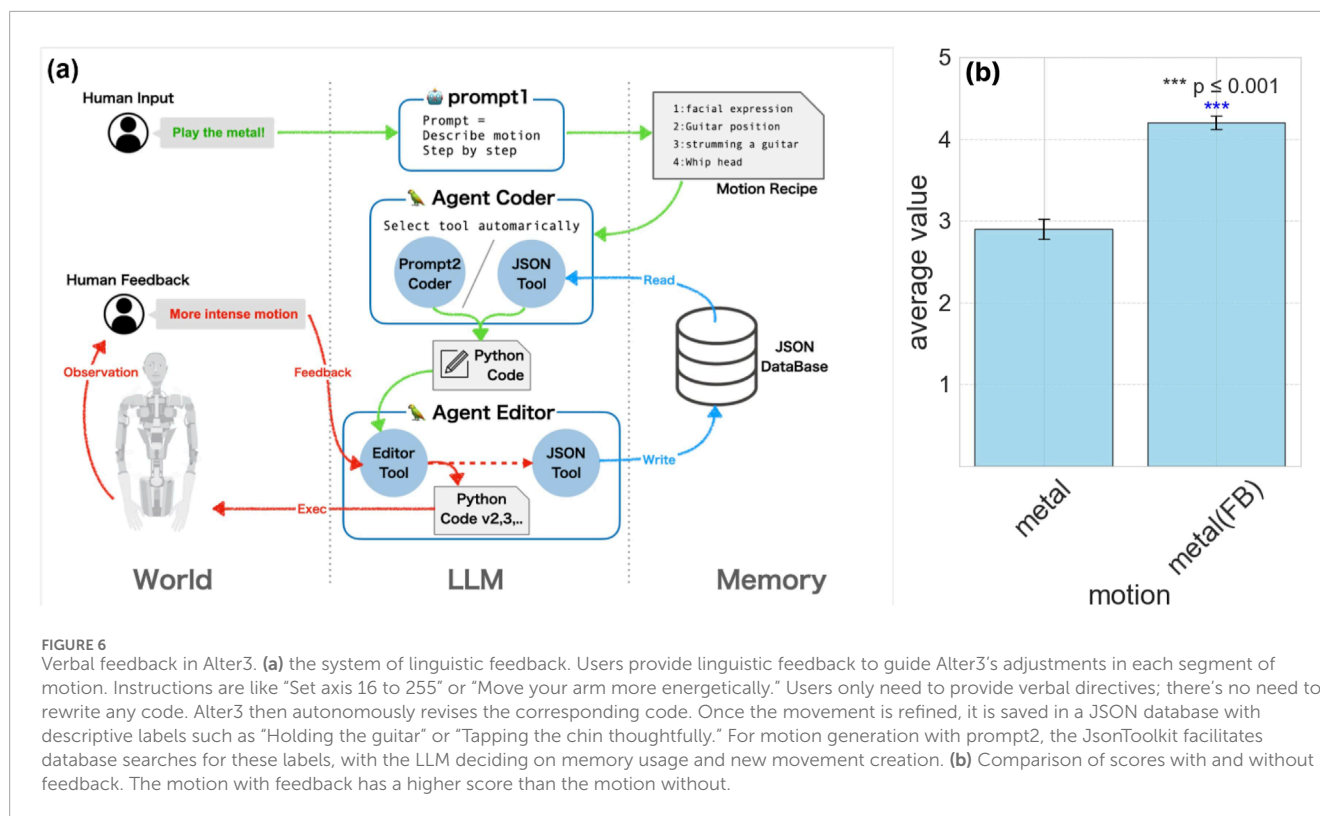 (a)
Human Input
Play the metal!
prompt1
Prompt =
Describe motion
Step by step
1:facial expression
2:Guitar position
3:strumming a guitar
4:Whip head
Motion Recipe
Agent Coder
Select tool automarically
Prompt2
Coder
JSON
Tool
Read
Human Feedback
More intense motion
Observation
Feedback
Python
Code
JSON
DataBase
Agent Editor
Editor
Tool
JSON
Tool
Write
Python
Code v2,3,..
Exec
World
LLM
Memory
(b)
*** p ≤ 0.001
***
5
4
3
2
1
average value
metal
metal(FB)
motion
FIGURE 6
Verbal feedback in Alter3. (a) the system of linguistic feedback. Users provide linguistic feedback to guide Alter3's adjustments in each segment of
motion. Instructions are like "Set axis 16 to 255" or "Move your arm more energetically." Users only need to provide verbal directives; there's no need to
rewrite any code. Alter3 then autonomously revises the corresponding code. Once the movement is refined, it is saved in a JSON database with
descriptive labels such as "Holding the guitar" or "Tapping the chin thoughtfully." For motion generation with prompt2, the JsonToolkit facilitates
database searches for these labels, with the LLM deciding on memory usage and new movement creation. (b) Comparison of scores with and without
feedback. The motion with feedback has a higher score than the motion without.